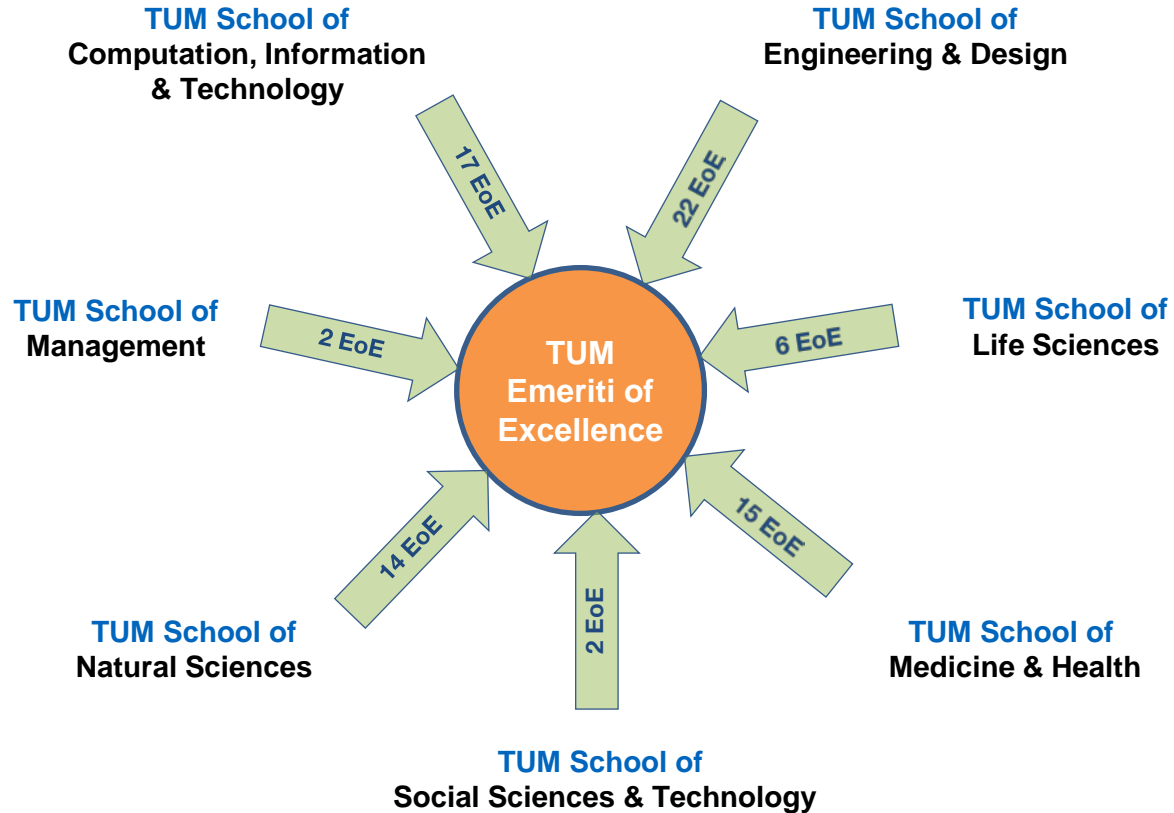 TUM School of
Computation, Information
& Technology
TUM School of
Engineering & Design
17 EoE
22 EoE
TUM School of
Management
2 EoE
TUM
Emeriti of
Excellence
6 EoE
TUM School of
Life Sciences
14 EoE
2 EoE
15 EoE
TUM School of
Natural Sciences
TUM School of
Medicine & Health
TUM School of
Social Sciences & Technology